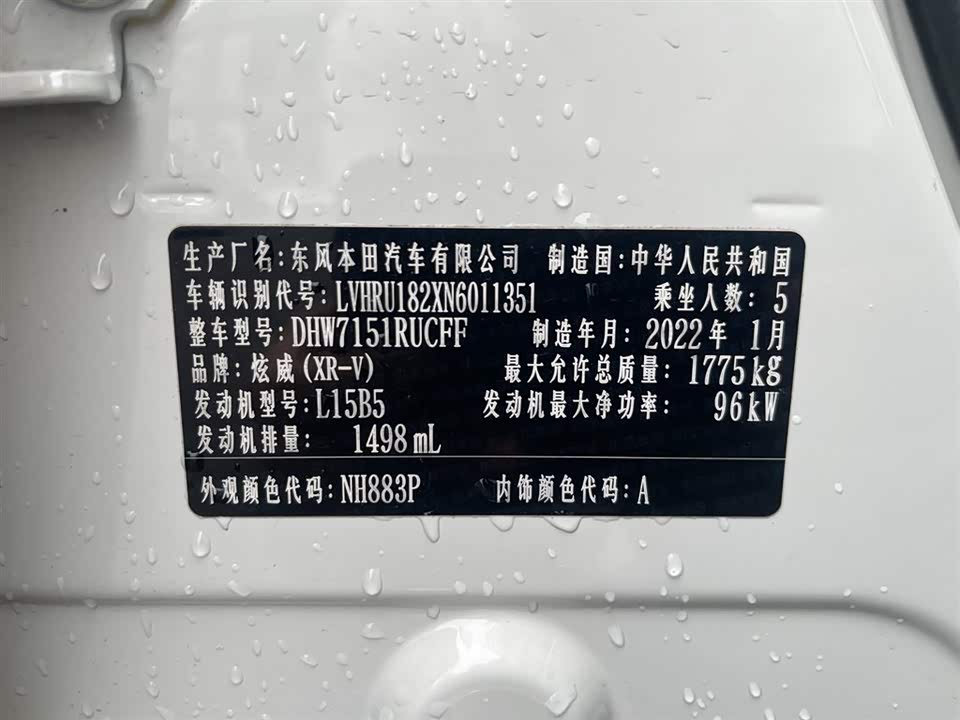 生产厂名:东风本田汽车有限公司 制造国:中华人民共和国
车辆识别代号:LVHRU182XN6011351 乘坐人数:5
整车型号:DHW7151RUCFF 制造年月:2022年1月
品牌:炫威(XR-V) 最大允许总质量:1775kg
发动机型号:L15B5 发动机最大净功率:96kW
发动机排量:1498mL
外观颜色代码:NH883P 内饰颜色代码:A